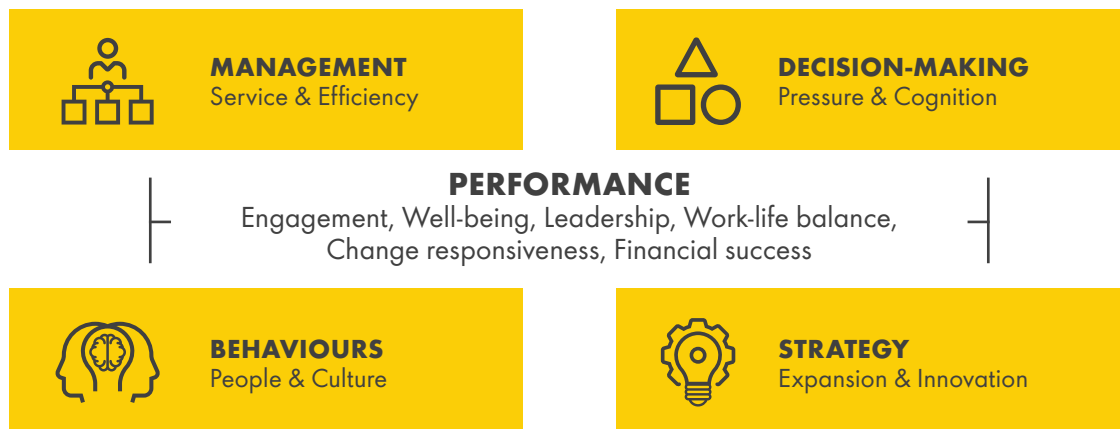 MANAGEMENT
Service & Efficiency
DECISION-MAKING
Pressure & Cognition
PERFORMANCE
Engagement, Well-being, Leadership, Work-life balance,
Change responsiveness, Financial success
BEHAVIOURS
People & Culture
STRATEGY
Expansion & Innovation